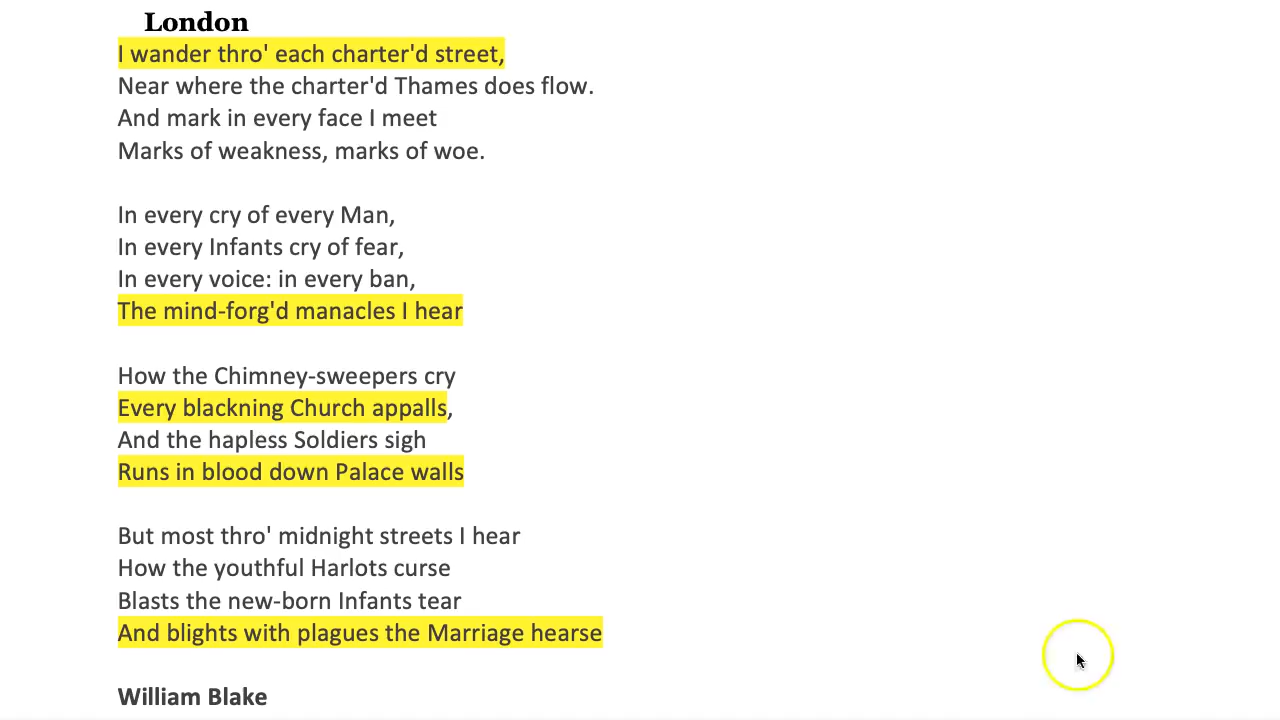 London
I wander thro' each charter'd street,
Near where the charter'd Thames does flow.
And mark in every face I meet
Marks of weakness, marks of woe.
In every cry of every Man,
In every Infants cry of fear,
In every voice: in every ban,
The mind-forg'd manacles I hear
How the Chimney-sweepers cry
Every blackning Church appalls,
And the hapless Soldiers sigh
Runs in blood down Palace walls
But most thro' midnight streets I hear
How the youthful Harlots curse
Blasts the new-born Infants tear
And blights with plagues the Marriage hearse
William Blake